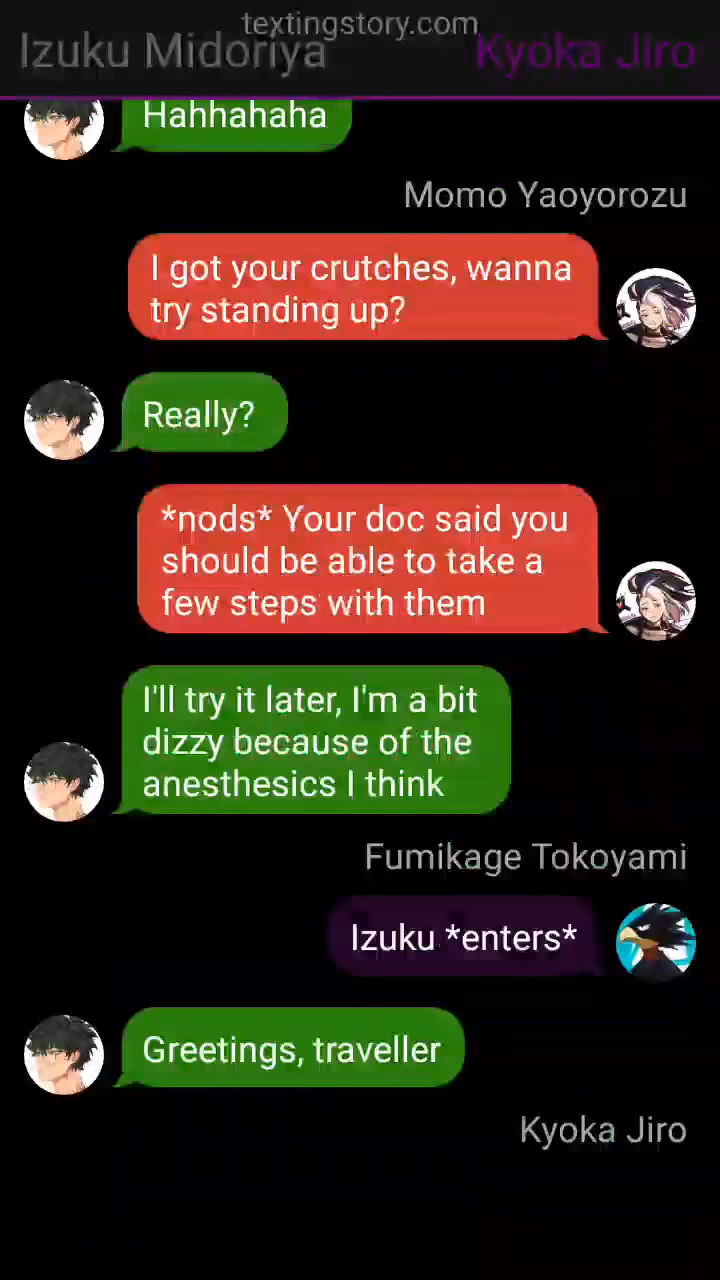 textingstory.com
Izuku Midoriya
Kyoka Jiro
Hahhahaha
Momo Yaoyorozu
I got your crutches, wanna
try standing up?
Really?
*nods* Your doc said you
should be able to take a
few steps with them
I'll try it later, I'm a bit
dizzy because of the
anesthesics I think
Fumikage Tokoyami
Izuku *enters*
Greetings, traveller
Kyoka Jiro